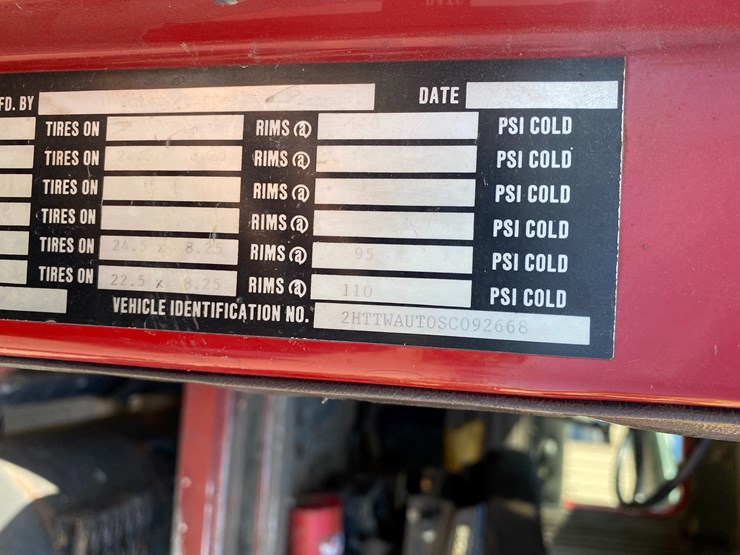 FD. BY DATE
TIRES ON RIMS @ PSI COLD
TIRES ON RIMS @ PSI COLD
TIRES ON RIMS @ PSI COLD
TIRES ON RIMS @ PSI COLD
TIRES ON 24.5 x 8.25 RIMS @ 95 PSI COLD
TIRES ON 22.5 x 8.25 RIMS @ 110 PSI COLD
VEHICLE IDENTIFICATION NO. 2HTTWAUTOSC092668